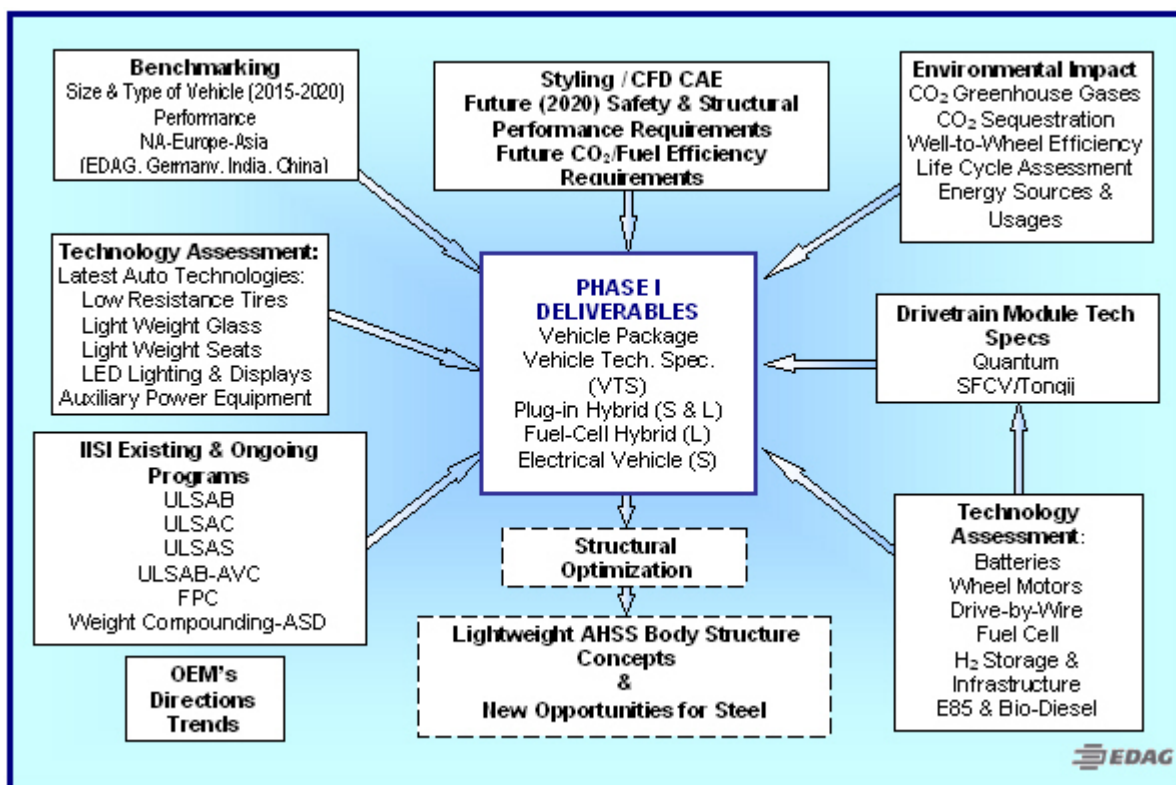 Benchmarking
Size & Type of Vehicle (2015-2020)
Performance
NA-Europe-Asia
(EDAG, Germany, India, China)
Styling / CFD CAE
Future (2020) Safety & Structural
Performance Requirements
Future CO₂/Fuel Efficiency
Requirements
Environmental Impact
CO₂ Greenhouse Gases
CO₂ Sequestration
Well-to-Wheel Efficiency
Life Cycle Assessment
Energy Sources &
Usages
Technology Assessment:
Latest Auto Technologies:
Low Resistance Tires
Light Weight Glass
Light Weight Seats
LED Lighting & Displays
Auxiliary Power Equipment
PHASE I
DELIVERABLES
Vehicle Package
Vehicle Tech. Spec.
(VTS)
Plug-in Hybrid (S & L)
Fuel-Cell Hybrid (L)
Electrical Vehicle (S)
Drivetrain Module Tech
Specs
Quantum
SFCV/Tongji
IISI Existing & Ongoing
Programs
ULSAB
ULSAC
ULSAS
ULSAB-AVC
FPC
Weight Compounding-ASD
Structural
Optimization
Technology
Assessment:
Batteries
Wheel Motors
Drive-by-Wire
Fuel Cell
H₂ Storage &
Infrastructure
E85 & Bio-Diesel
OEM's
Directions
Trends
Lightweight AHSS Body Structure
Concepts
&
New Opportunities for Steel
EDAG